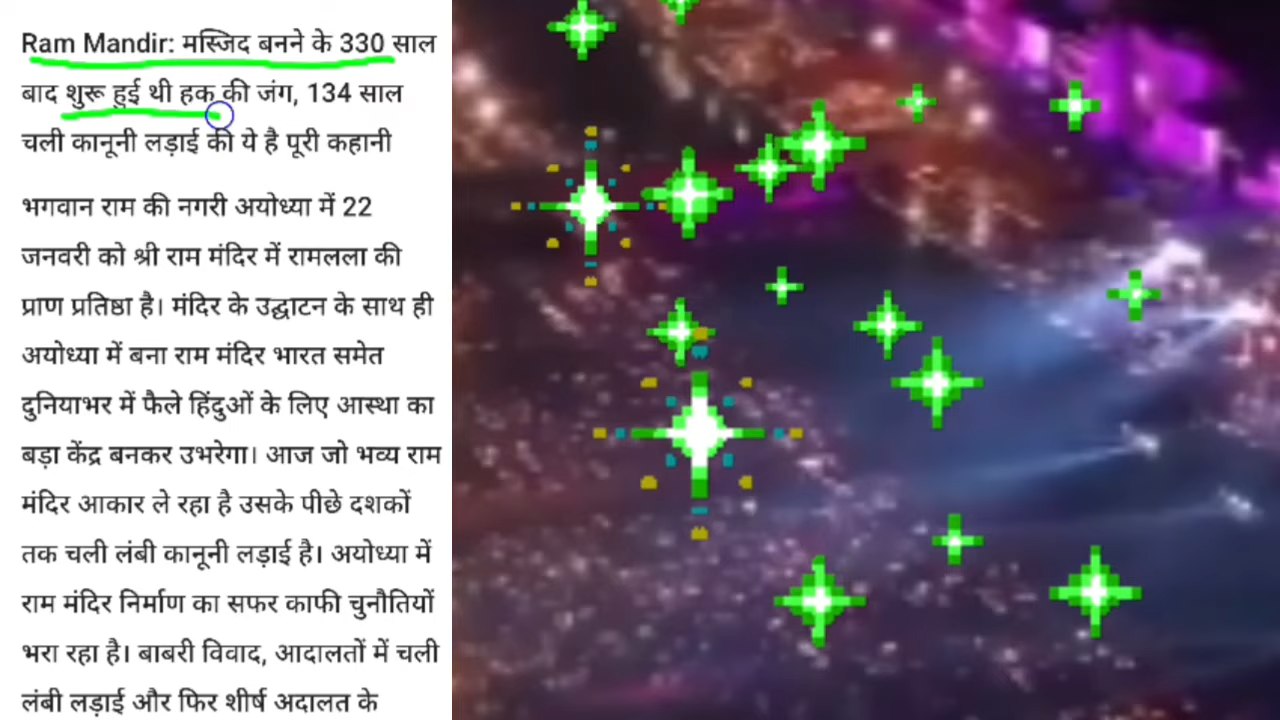 Ram Mandir: मस्जिद बनने के 330 साल
बाद शुरू हुई थी हक की जंग, 134 साल
चली कानूनी लड़ाई की ये है पूरी कहानी
भगवान राम की नगरी अयोध्या में 22
जनवरी को श्री राम मंदिर में रामलला की
प्राण प्रतिष्ठा है। मंदिर के उद्घाटन के साथ ही
अयोध्या में बना राम मंदिर भारत समेत
दुनियाभर में फैले हिंदुओं के लिए आस्था का
बड़ा केंद्र बनकर उभरेगा। आज जो भव्य राम
मंदिर आकार ले रहा है उसके पीछे दशकों
तक चली लंबी कानूनी लड़ाई है। अयोध्या में
राम मंदिर निर्माण का सफर काफी चुनौतियों
भरा रहा है। बाबरी विवाद, आदालतों में चली
लंबी लड़ाई और फिर शीर्ष अदालत के